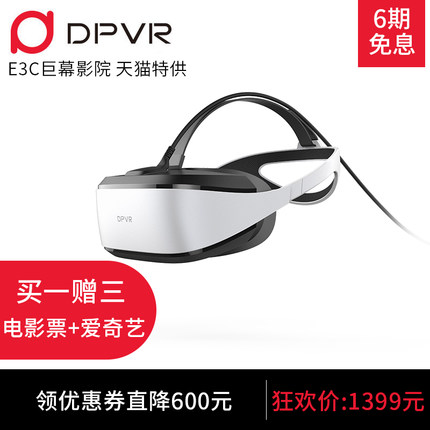 DPVR
6期
免息
E3C巨幕影院 天猫特供
DPVR
买一赠三
电影票+爱奇艺
领优惠券直降600元
狂欢价:1399元